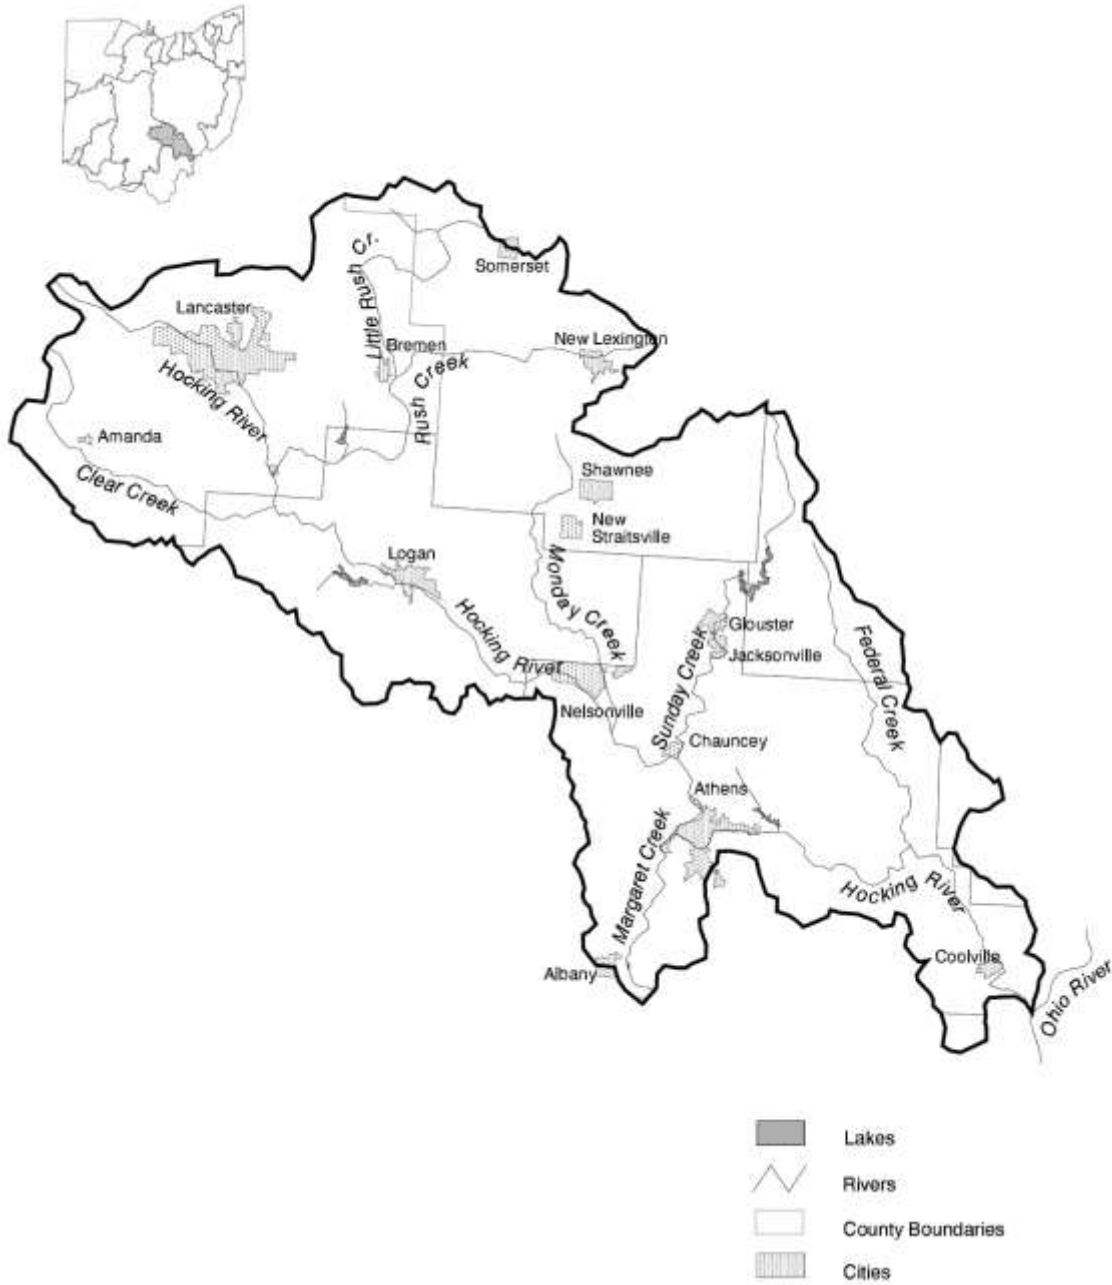 Somerset
Little Rush Cr.
Lancaster
Bremen
New Lexington
Hocking River
Rush Creek
Amanda
Clear Creek
Shawnee
New
Straitsville
Logan
Monday Creek
Hocking River
Glouster
Jacksonville
Federal Creek
Sunday Creek
Nelsonville
Chauncey
Athens
Margaret Creek
Hocking River
Albany
Coolville
Ohio River
Lakes
Rivers
County Boundaries
Cities